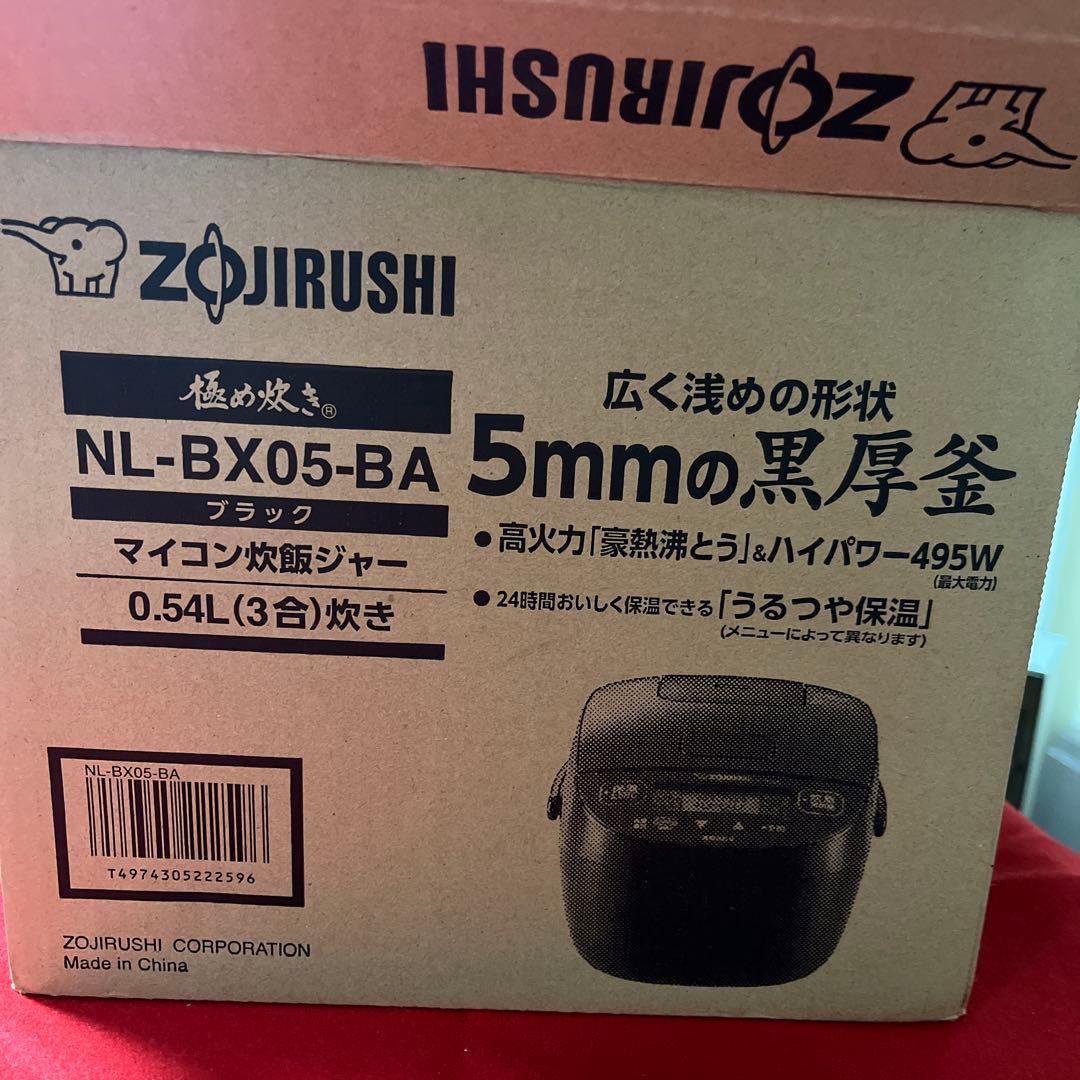 ZOJIRUSHI
ZOJIRUSHI
極め炊き®
NL-BX05-BA
ブラック
マイコン炊飯ジャー
0.54L(3合)炊き
広く浅めの形状
5mmの黒厚釜
●高火力「豪熱沸とう」&ハイパワー495W
(最大電力)
●24時間おいしく保温できる「うるつや保温」
(メニューによって異なります)
NL-BX05-BA
T4974305222596
ZOJIRUSHI CORPORATION
Made in China